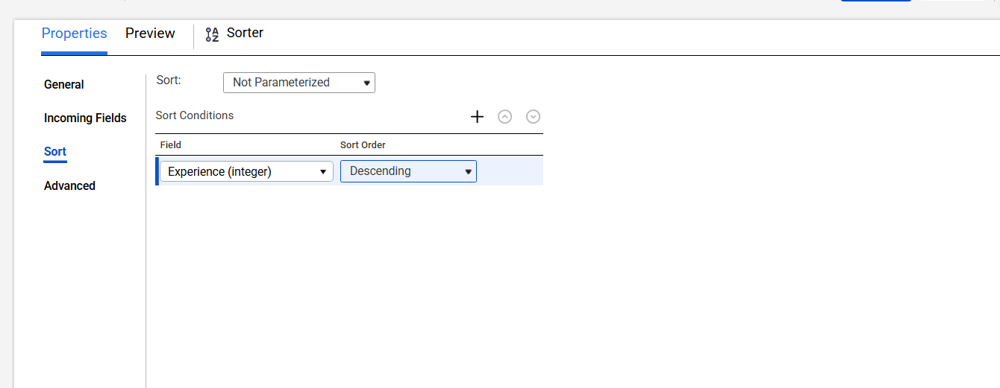 Properties Preview Sorter
General
Incoming Fields
Sort
Advanced
Sort: Not Parameterized
Sort Conditions
Field Sort Order
Experience (integer) Descending